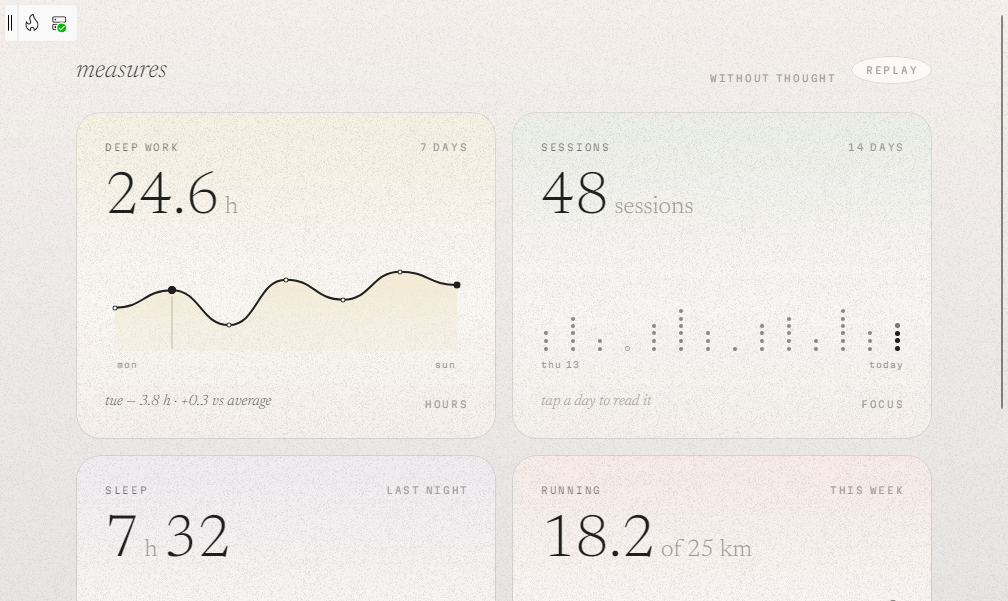 measures
WITHOUT THOUGHT
REPLAY
DEEP WORK
7 DAYS
24.6 h
mon
sun
tue — 3.8 h · +0.3 vs average
HOURS
SESSIONS
14 DAYS
48 sessions
thu 13
today
tap a day to read it
FOCUS
SLEEP
LAST NIGHT
7 h 32
RUNNING
THIS WEEK
18.2 of 25 km